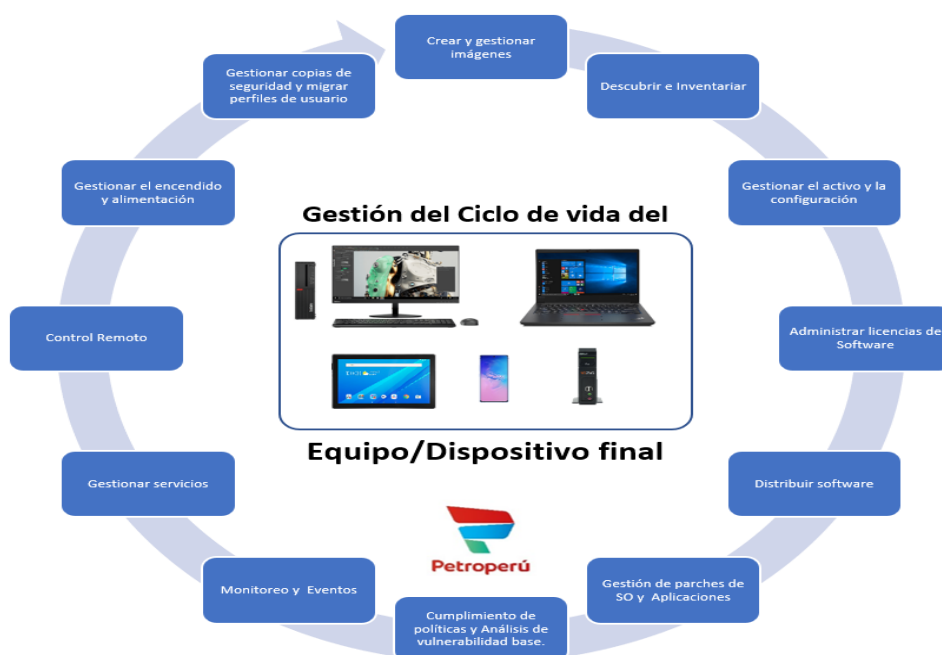 Crear y gestionar
imágenes
Descubrir e Inventariar
Gestionar el activo y la
configuración
Administrar licencias de
Software
Distribuir software
Gestión de parches de
SO y Aplicaciones
Cumplimiento de
políticas y Análisis de
vulnerabilidad base.
Monitoreo y Eventos
Gestionar servicios
Control Remoto
Gestionar el encendido
y alimentación
Gestionar copias de
seguridad y migrar
perfiles de usuario
Gestión del Ciclo de vida del
Equipo/Dispositivo final
Petroperú